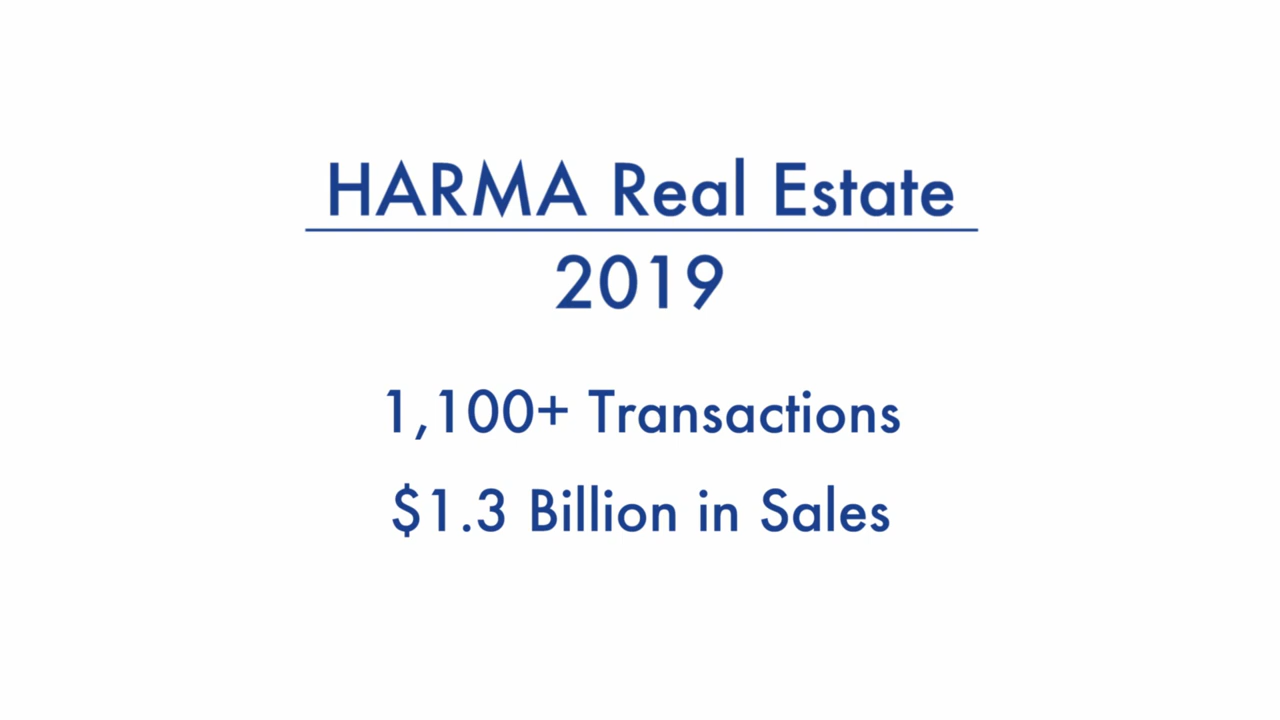 HARMA Real Estate
2019
1,100+ Transactions
$1.3 Billion in Sales